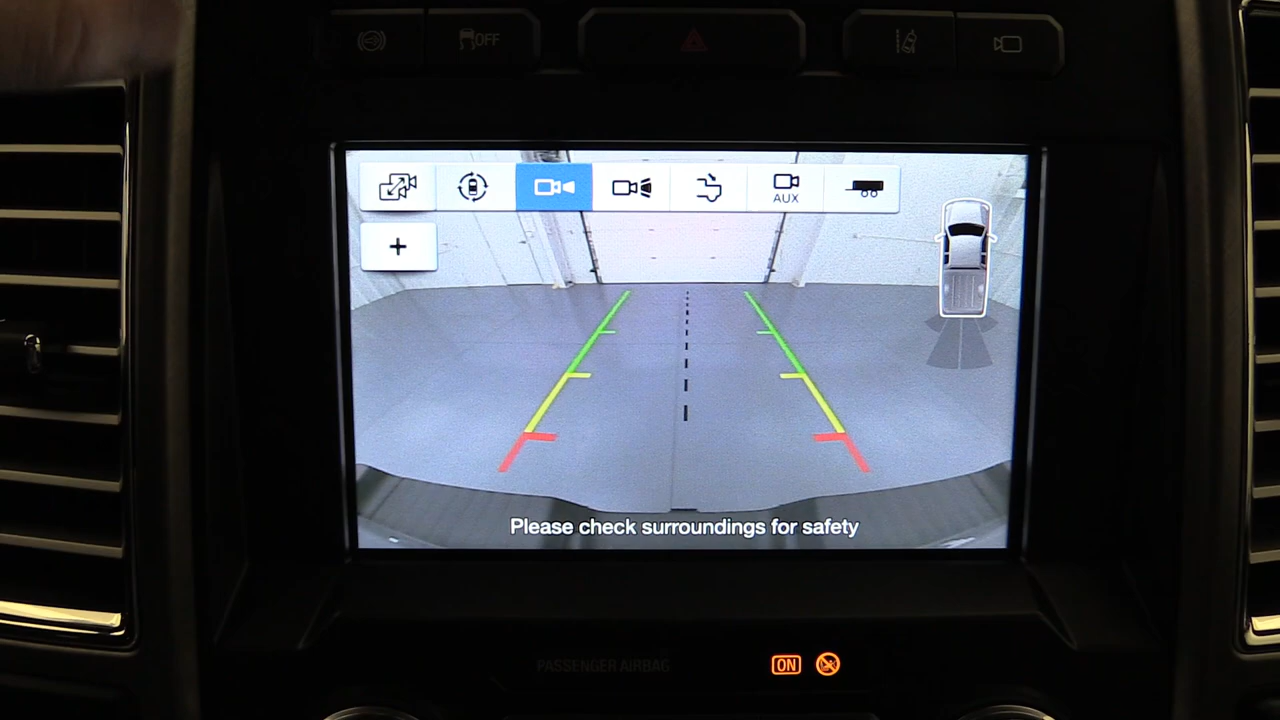 OFF
AUX
Please check surroundings for safety
PASSENGER AIRBAG
ON